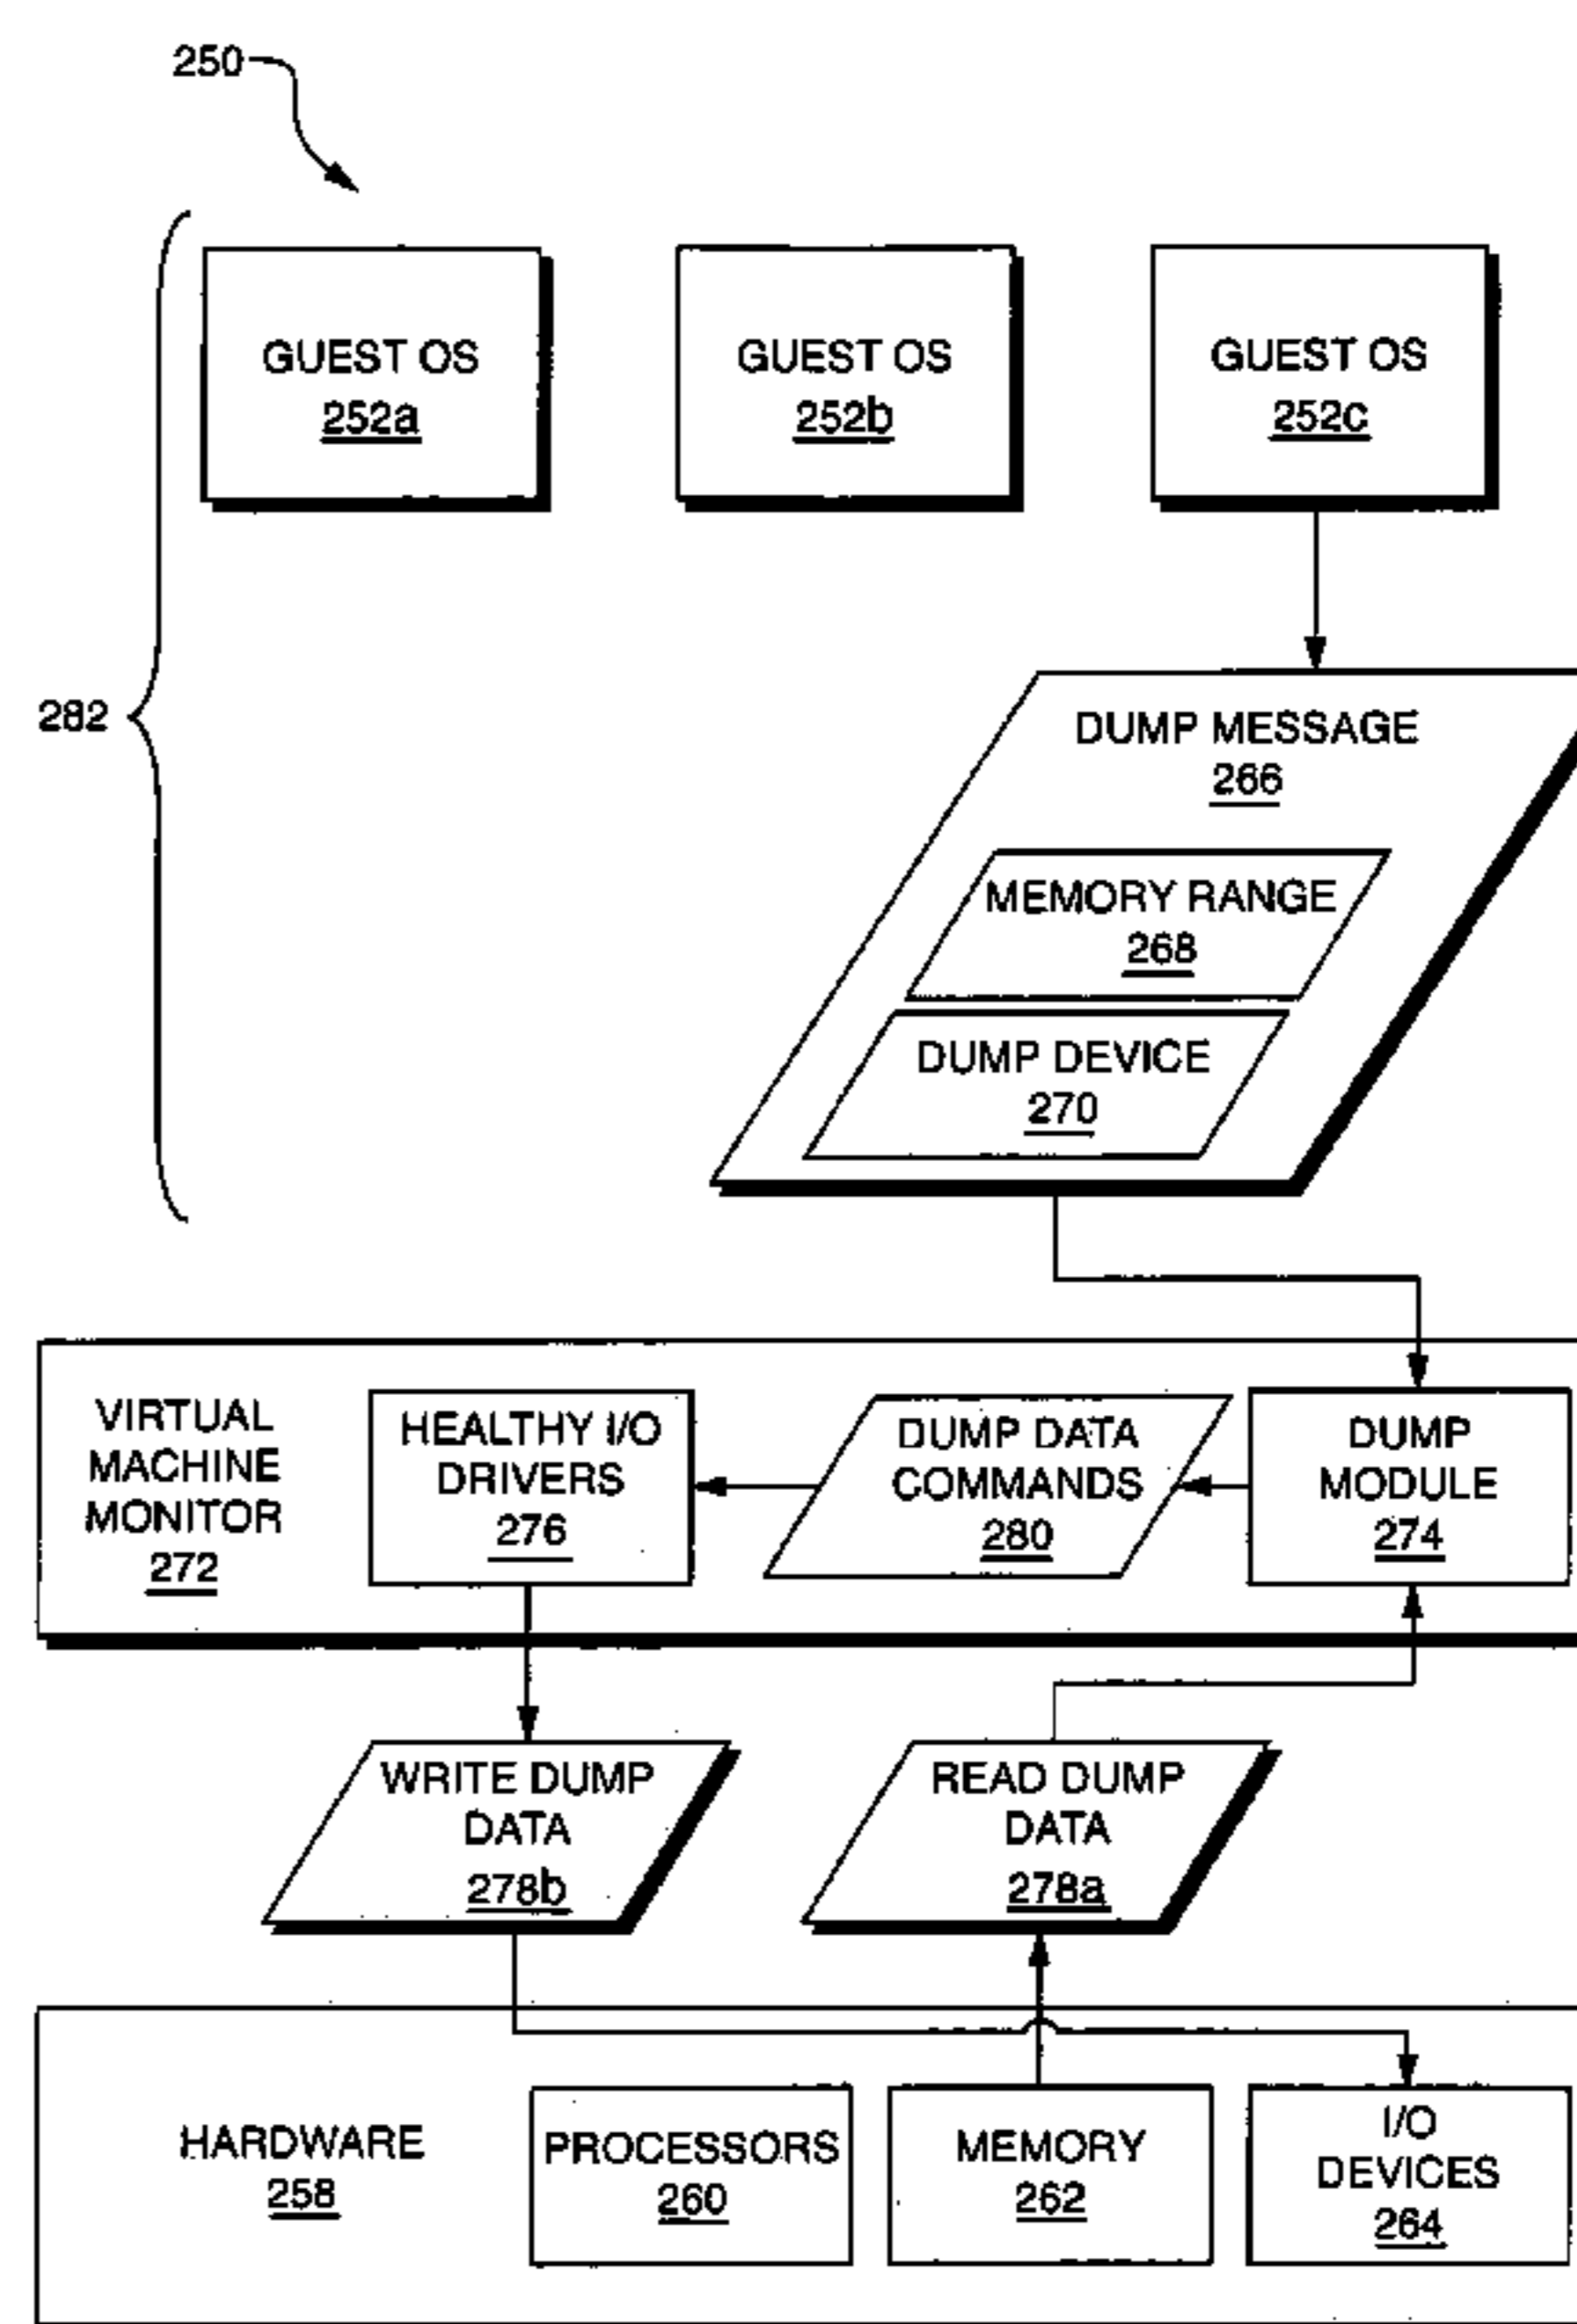 250
GUEST OS
252a
GUEST OS
252b
GUEST OS
252c
282
DUMP MESSAGE
266
MEMORY RANGE
268
DUMP DEVICE
270
VIRTUAL
MACHINE
MONITOR
272
HEALTHY I/O
DRIVERS
276
DUMP DATA
COMMANDS
280
DUMP
MODULE
274
WRITE DUMP
DATA
278b
READ DUMP
DATA
278a
HARDWARE
258
PROCESSORS
260
MEMORY
262
I/O
DEVICES
264